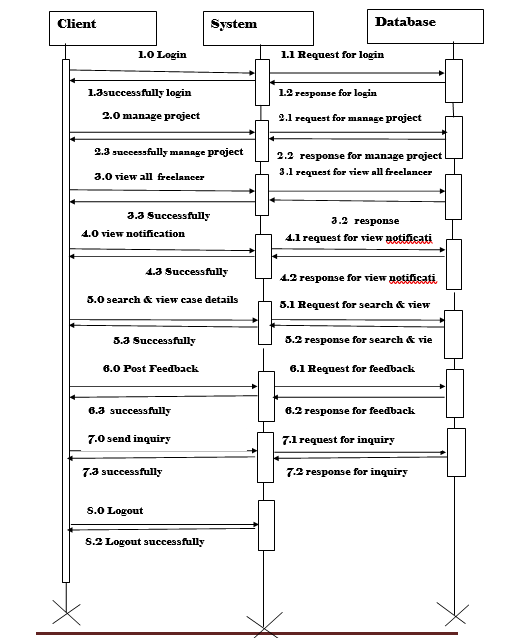 Client
System
Database
1.0 Login
1.1 Request for login
1.3successfully login
1.2 response for login
2.0 manage project
2.1 request for manage project
2.3 successfully manage project
2.2 response for manage project
3.0 view all freelancer
3.1 request for view all freelancer
3.3 Successfully
3.2 response
4.0 view notification
4.1 request for view notificati
4.3 Successfully
4.2 response for view notificati
5.0 search & view case details
5.1 Request for search & view
5.3 Successfully
5.2 response for search & vie
6.0 Post Feedback
6.1 Request for feedback
6.3 successfully
6.2 response for feedback
7.0 send inquiry
7.1 request for inquiry
7.3 successfully
7.2 response for inquiry
8.0 Logout
8.2 Logout successfully